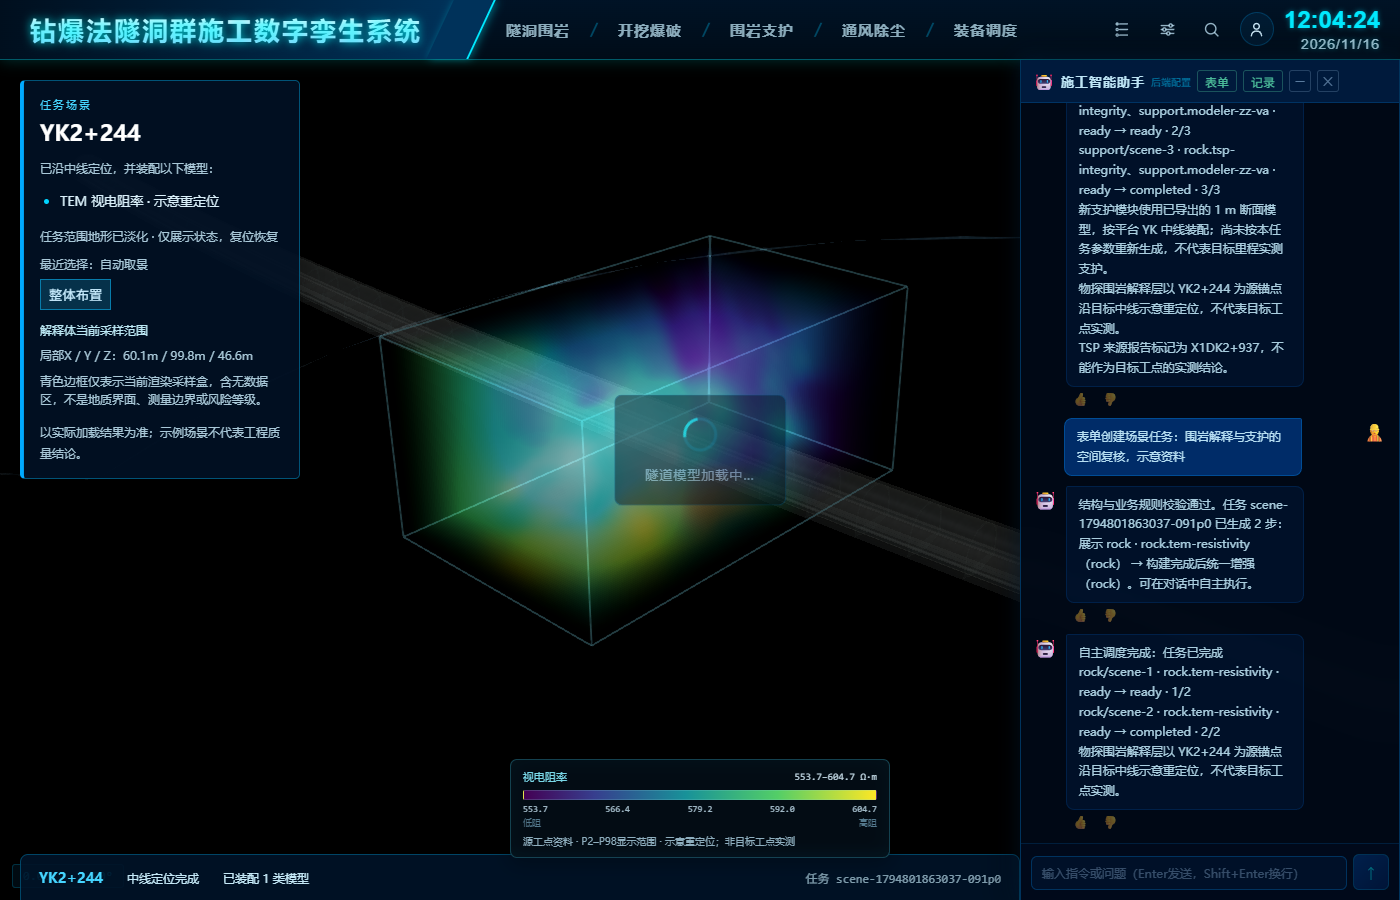 钻爆法隧洞群施工数字孪生系统
隧洞围岩 / 开挖爆破 / 围岩支护 / 通风除尘 / 装备调度
12:04:24
2026/11/16
任务场景
YK2+244
已沿中线定位，并装配以下模型：
• TEM 视电阻率 · 示意重定位
任务范围地形已淡化 · 仅展示状态，复位恢复
最近选择：自动取景
整体布置
解释体当前采样范围
局部X / Y / Z：60.1m / 99.8m / 46.6m
青色边框仅表示当前渲染采样盒，含无数据
区，不是地质界面、测量边界或风险等级。
以实际加载结果为准；示例场景不代表工程质
量结论。
隧道模型加载中...
视电阻率 553.7–604.7 Ω·m
553.7 566.4 579.2 592.0 604.7
低阻 高阻
源工点资料 · P2–P98显示范围 · 示意重定位；非目标工点实测
YK2+244 中线定位完成 已装配 1 类模型 任务 scene-1794801863037-091p0
施工智能助手 后端配置 表单 记录
integrity、support.modeler-zz-va ·
ready → ready · 2/3
support/scene-3 · rock.tsp-
integrity、support.modeler-zz-va ·
ready → completed · 3/3
新支护模块使用已导出的 1 m 断面模
型，按平台 YK 中线装配；尚未按本任
务参数重新生成，不代表目标里程实测
支护。
物探围岩解释层以 YK2+244 为源锚点
沿目标中线示意重定位，不代表目标工
点实测。
TSP 来源报告标记为 X1DK2+937，不
能作为目标工点的实测结论。
表单创建场景任务：围岩解释与支护的
空间复核，示意资料
结构与业务规则校验通过。任务 scene-
1794801863037-091p0 已生成 2 步：
展示 rock · rock.tem-resistivity
（rock） → 构建完成后统一增强
（rock）。可在对话中自主执行。
自主调度完成：任务已完成
rock/scene-1 · rock.tem-resistivity ·
ready → ready · 1/2
rock/scene-2 · rock.tem-resistivity ·
ready → completed · 2/2
物探围岩解释层以 YK2+244 为源锚点
沿目标中线示意重定位，不代表目标工
点实测。
输入指令或问题（Enter发送，Shift+Enter换行）